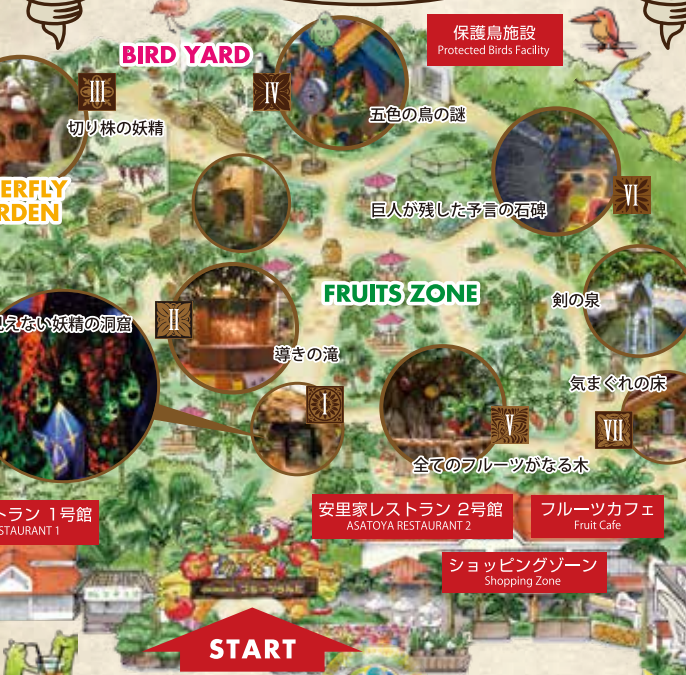 保護鳥施設
Protected Birds Facility
BIRD YARD
III
IV
切り株の妖精
五色の鳥の謎
ERFLY
RDEN
VI
巨人が残した予言の石碑
FRUITS ZONE
剣の泉
見えない妖精の洞窟
II
導きの滝
気まぐれの床
I
V
VII
全てのフルーツがなる木
トラン 1号館
STAURANT 1
安里家レストラン 2号館
ASATOYA RESTAURANT 2
フルーツカフェ
Fruit Cafe
ショッピングゾーン
Shopping Zone
START